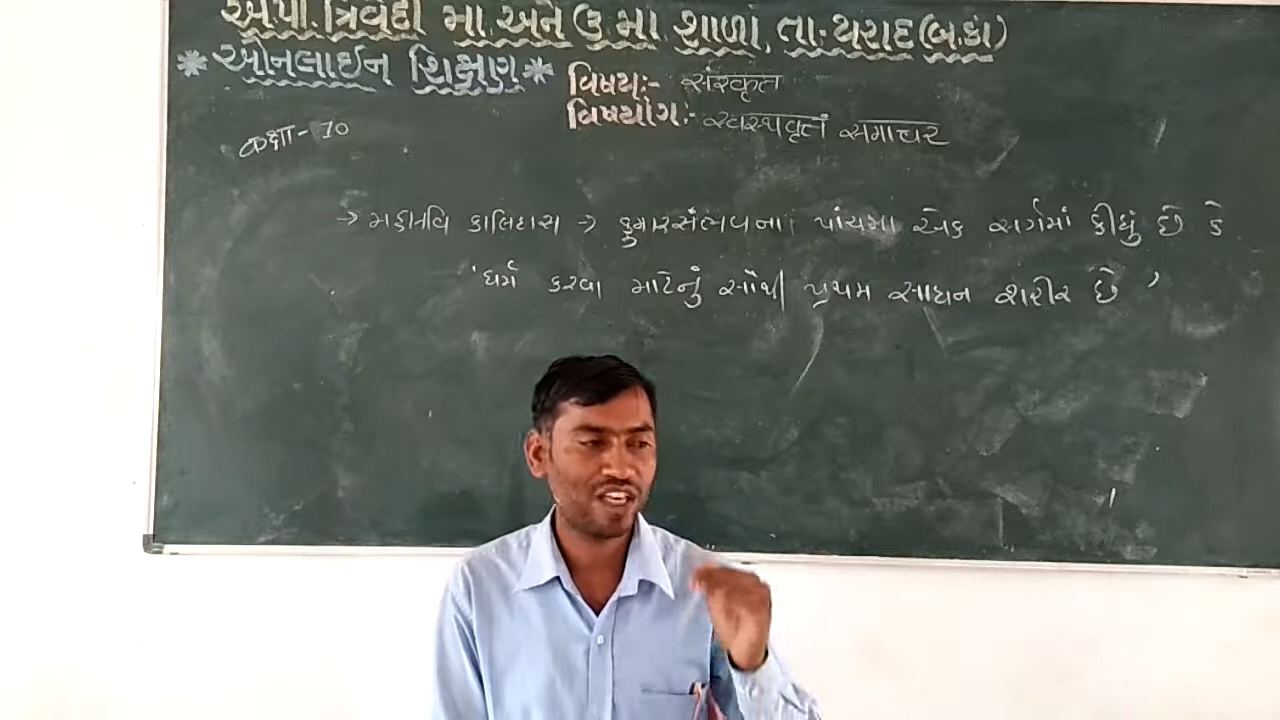 એ.પી. ત્રિવેદી મા. અને ઉ. મા. શાળા, તા. થરાદ (બ.કાં)
* ઓનલાઈન શિક્ષણ *
વિષય:- સંસ્કૃત
વિષયાંગ:- સ્વસ્થવૃતં સમાચર
કક્ષા- 10
→ મહાકવિ કાલિદાસ → કુમારસંભવના પાંચમા એક સર્ગમાં કીધું છે કે
'ધર્મ કરવા માટેનું સૌથી પ્રથમ સાધન શરીર છે'